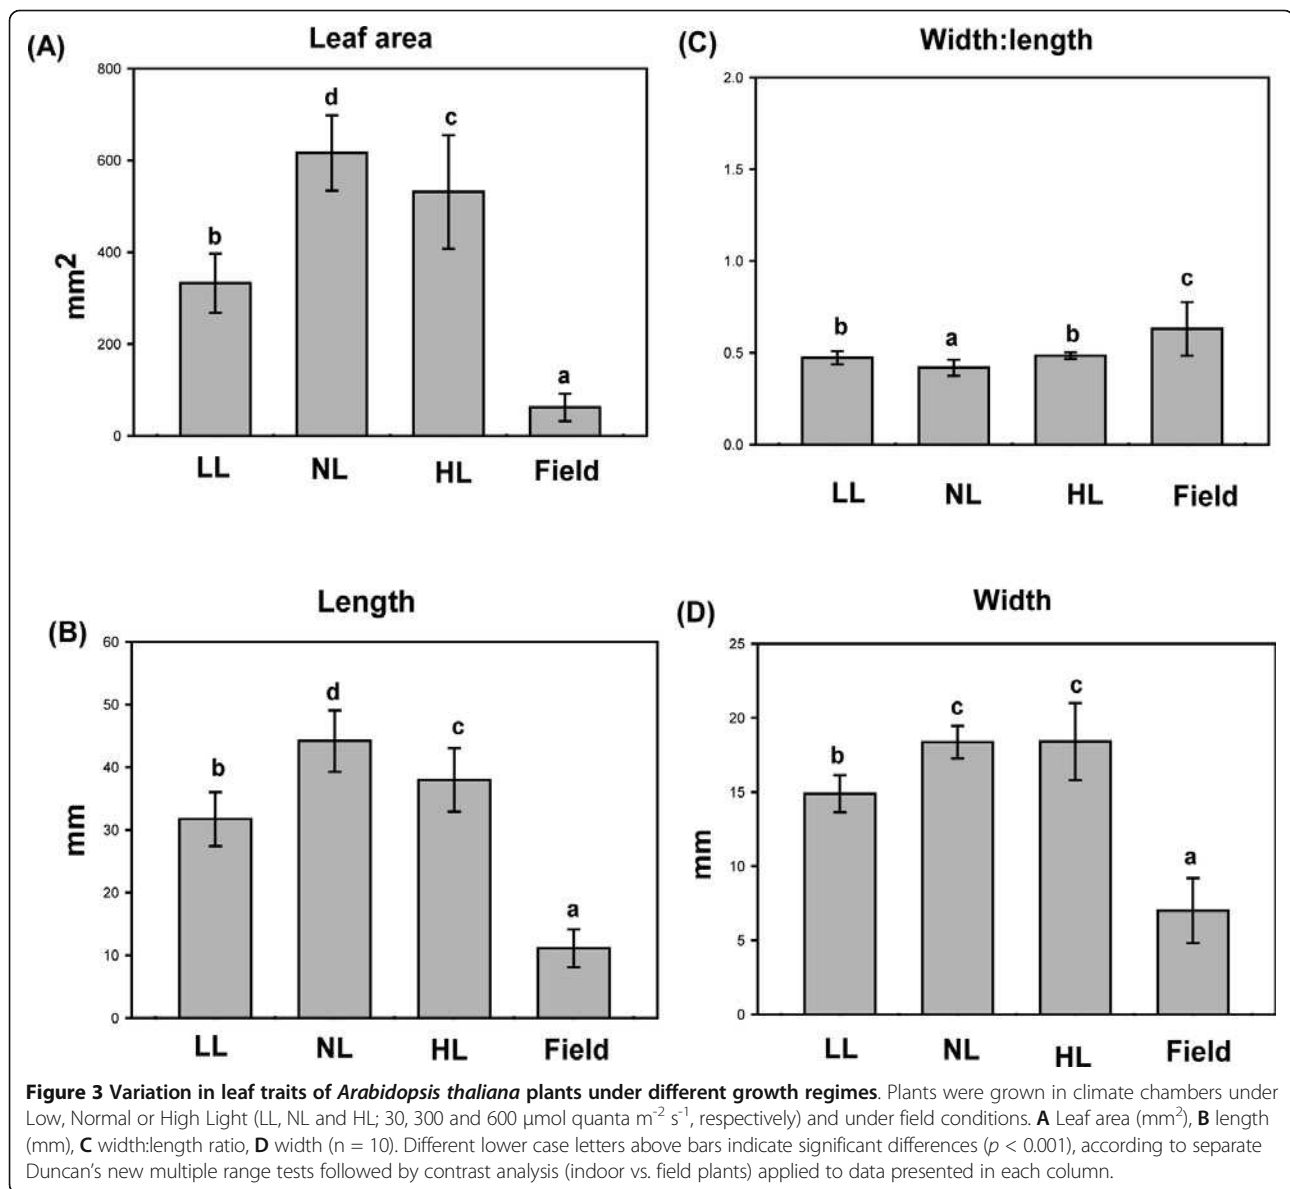 (A)
Leaf area
800
600
400
200
0
mm²
b
d
c
a
LL
NL
HL
Field
(C)
Width:length
2.0
1.5
1.0
0.5
0.0
b
a
b
c
LL
NL
HL
Field
(B)
Length
60
50
40
30
20
10
0
mm
b
d
c
a
LL
NL
HL
Field
(D)
Width
25
20
15
10
5
0
mm
b
c
c
a
LL
NL
HL
Field
Figure 3 Variation in leaf traits of Arabidopsis thaliana plants under different growth regimes. Plants were grown in climate chambers under
Low, Normal or High Light (LL, NL and HL; 30, 300 and 600 μmol quanta m⁻² s⁻¹, respectively) and under field conditions. A Leaf area (mm²), B length
(mm), C width:length ratio, D width (n = 10). Different lower case letters above bars indicate significant differences (p < 0.001), according to separate
Duncan's new multiple range tests followed by contrast analysis (indoor vs. field plants) applied to data presented in each column.